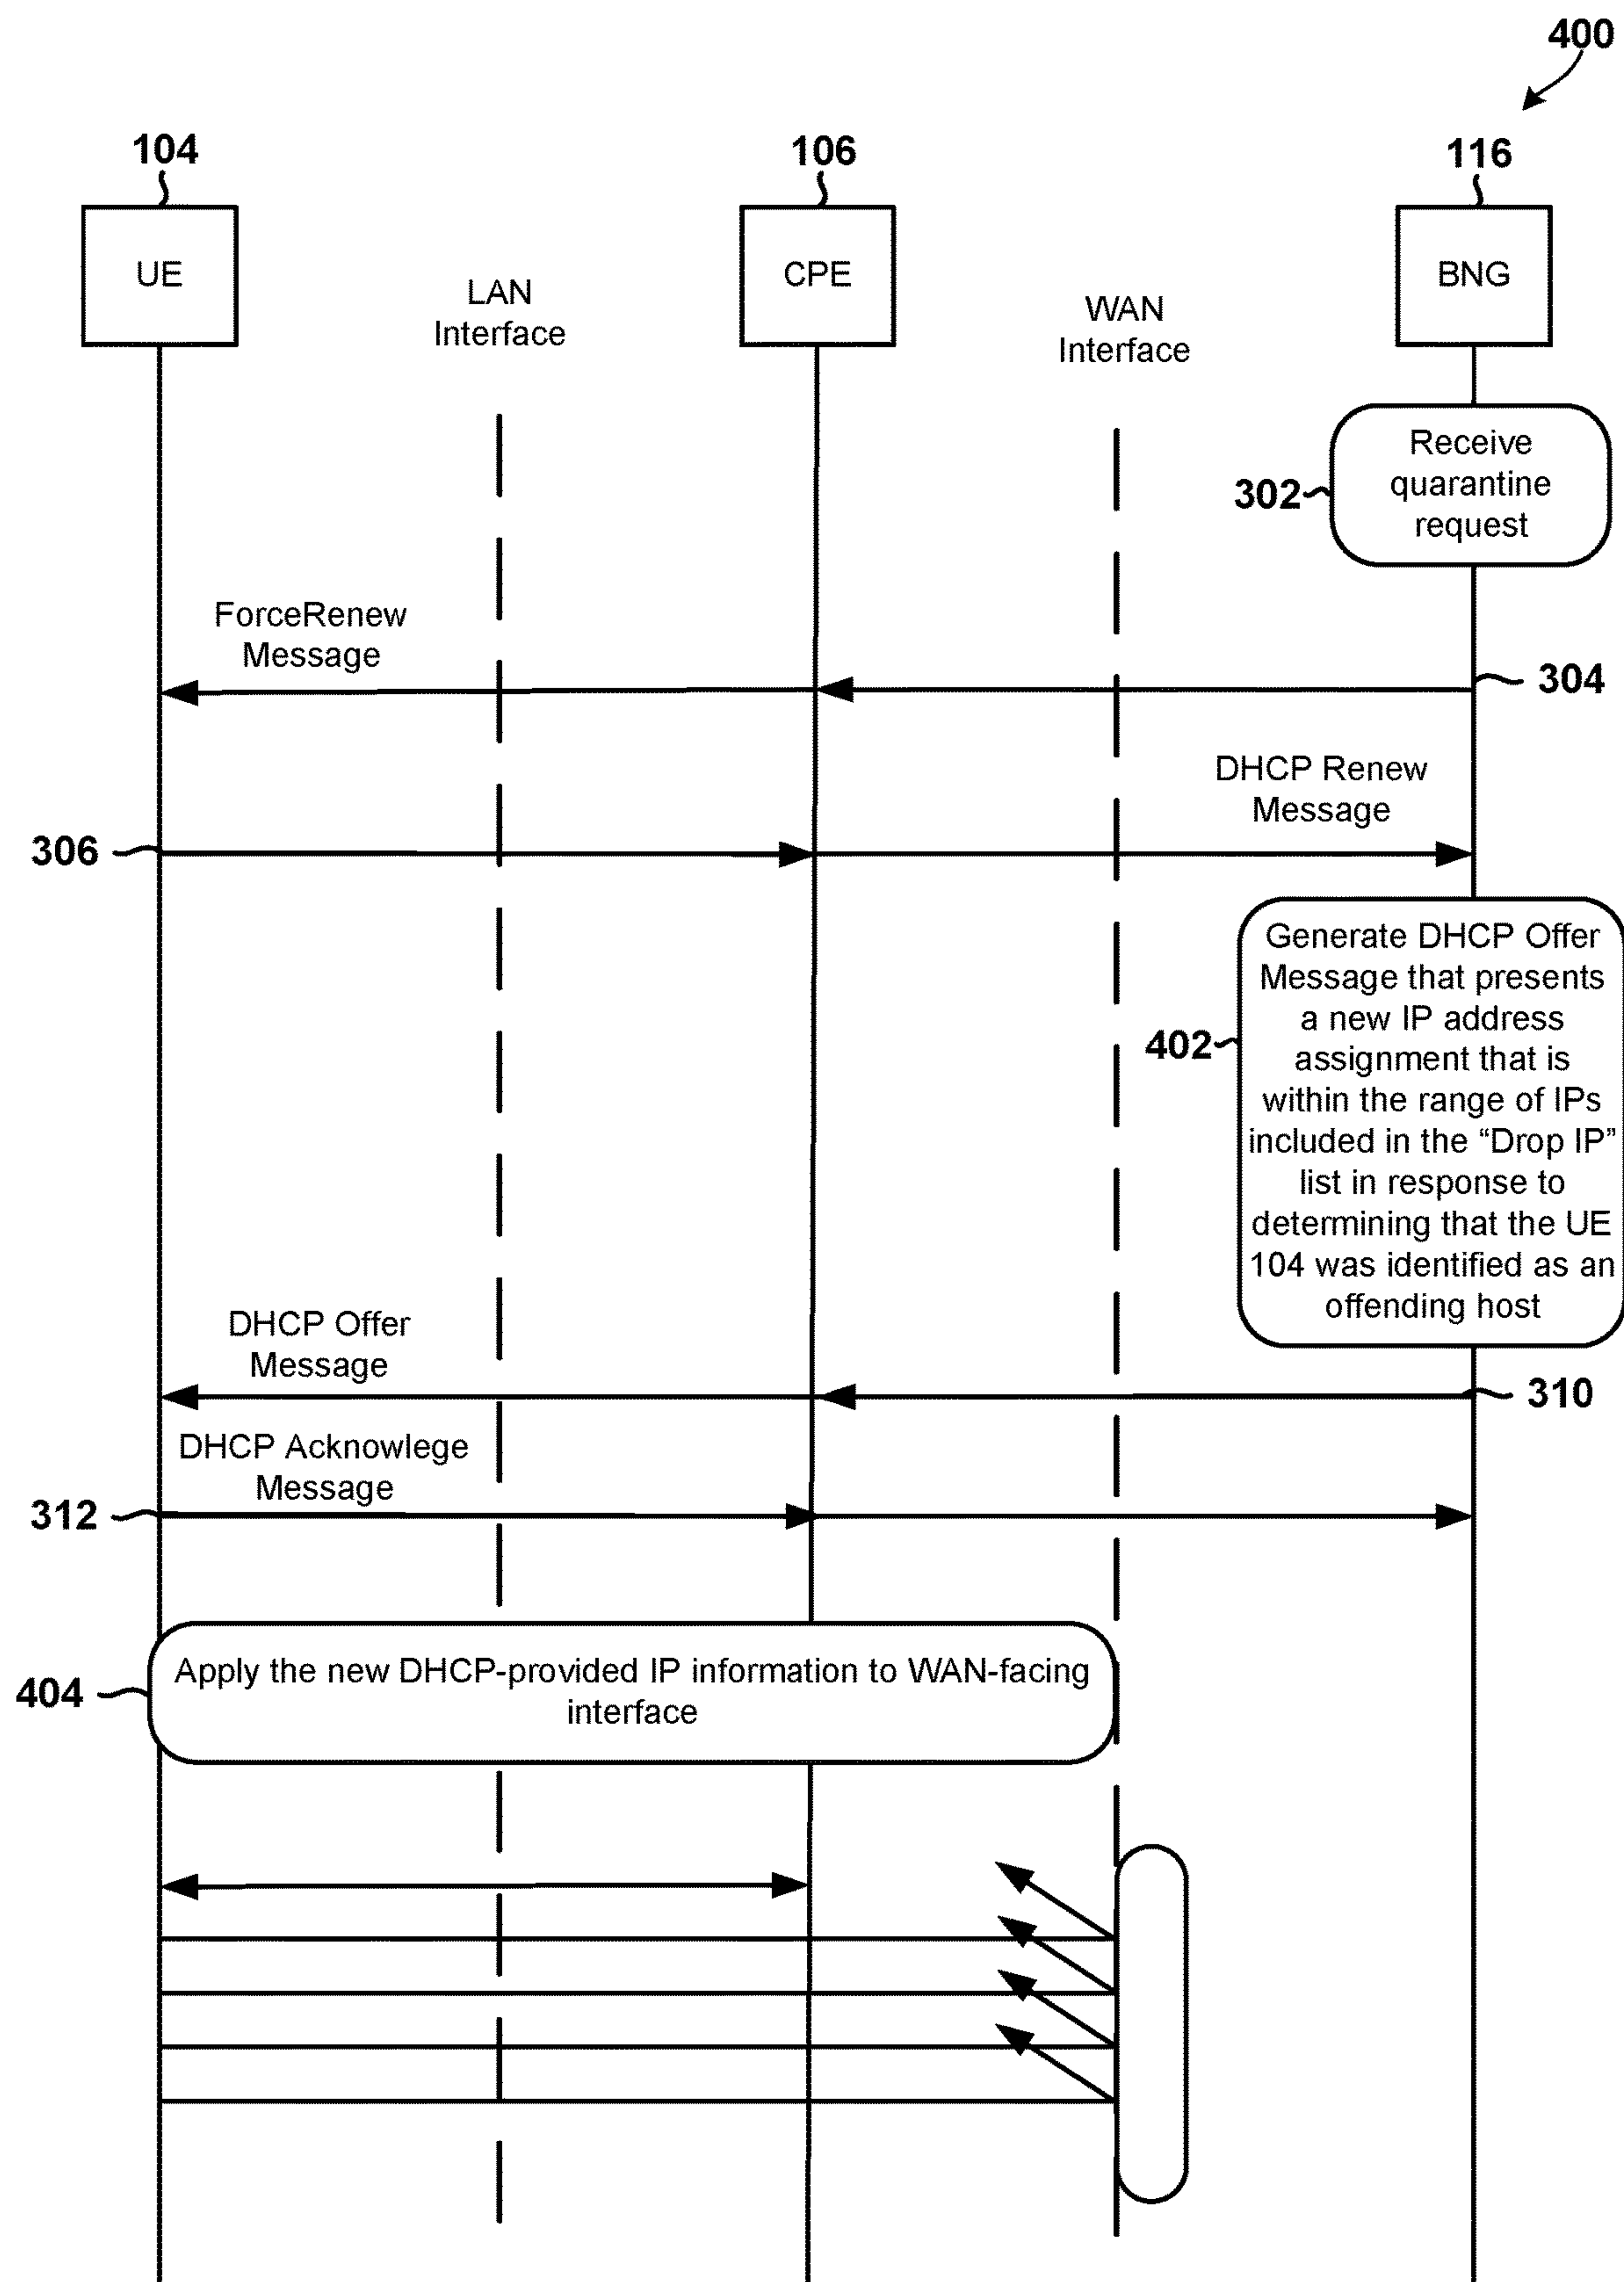 400
104
106
116
UE
CPE
BNG
LAN
Interface
WAN
Interface
Receive
quarantine
request
302
ForceRenew
Message
304
DHCP Renew
Message
306
Generate DHCP Offer
Message that presents
a new IP address
assignment that is
within the range of IPs
included in the “Drop IP”
list in response to
determining that the UE
104 was identified as an
offending host
402
DHCP Offer
Message
310
DHCP Acknowlege
Message
312
Apply the new DHCP-provided IP information to WAN-facing
interface
404